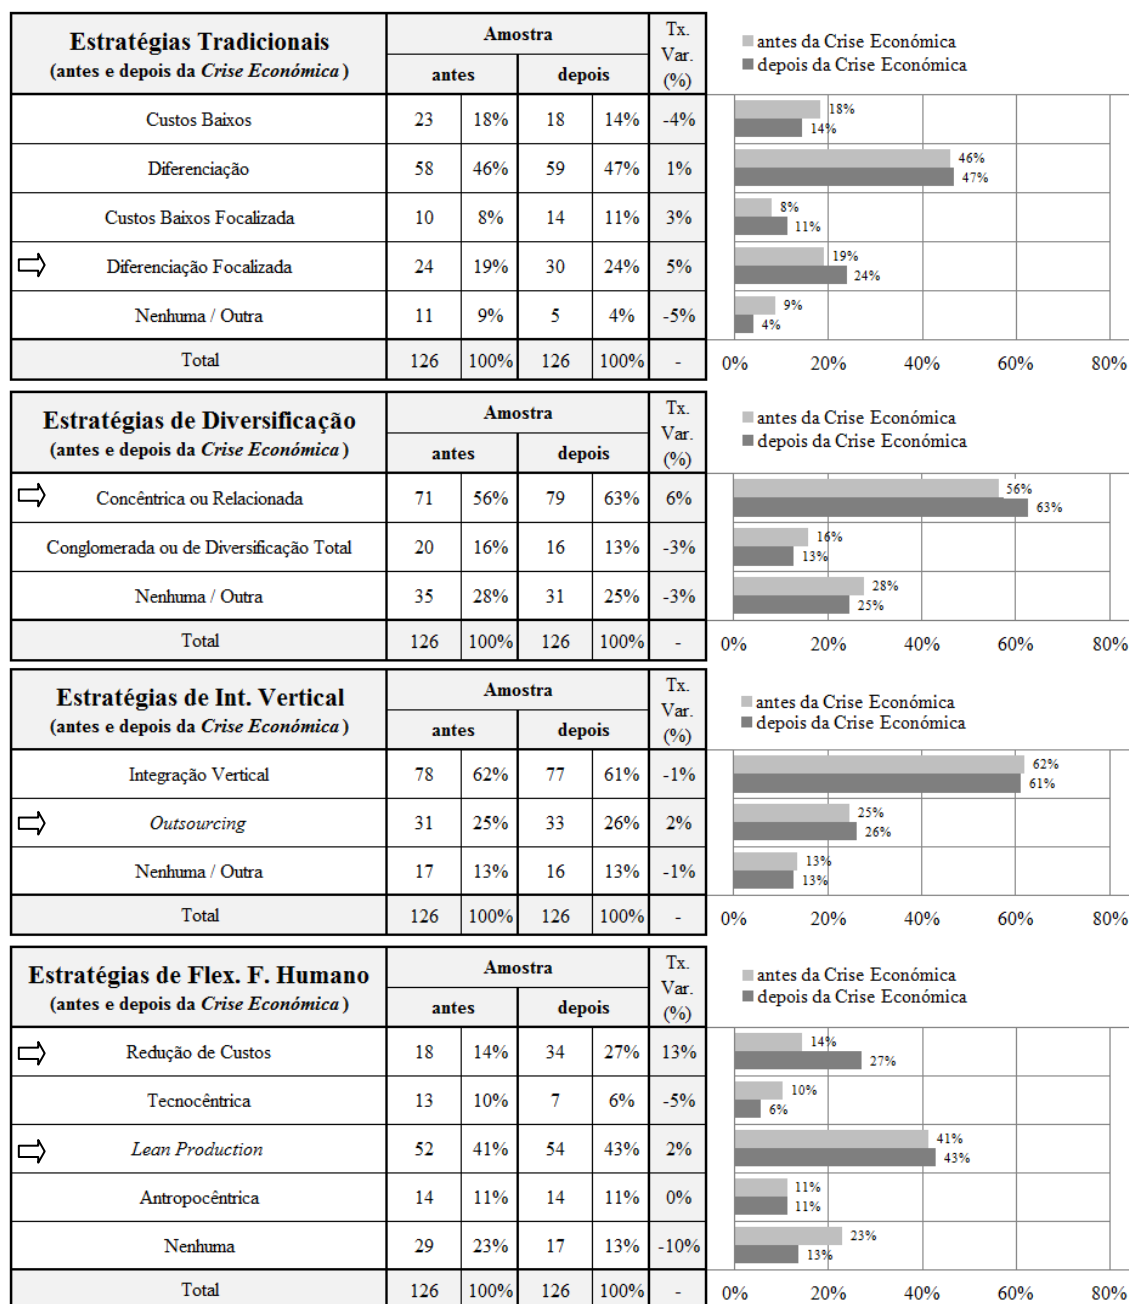 Estratégias Tradicionais
(antes e depois da Crise Económica)
Amostra
antes depois
Tx.
Var.
(%)
antes da Crise Económica
depois da Crise Económica
Custos Baixos 23 18% 18 14% -4%
18%
14%
Diferenciação 58 46% 59 47% 1%
46%
47%
Custos Baixos Focalizada 10 8% 14 11% 3%
8%
11%
Diferenciação Focalizada 24 19% 30 24% 5%
19%
24%
Nenhuma / Outra 11 9% 5 4% -5%
9%
4%
Total 126 100% 126 100% -
0% 20% 40% 60% 80%
Estratégias de Diversificação
(antes e depois da Crise Económica)
Amostra
antes depois
Tx.
Var.
(%)
antes da Crise Económica
depois da Crise Económica
Concêntrica ou Relacionada 71 56% 79 63% 6%
56%
63%
Conglomerada ou de Diversificação Total 20 16% 16 13% -3%
16%
13%
Nenhuma / Outra 35 28% 31 25% -3%
28%
25%
Total 126 100% 126 100% -
0% 20% 40% 60% 80%
Estratégias de Int. Vertical
(antes e depois da Crise Económica)
Amostra
antes depois
Tx.
Var.
(%)
antes da Crise Económica
depois da Crise Económica
Integração Vertical 78 62% 77 61% -1%
62%
61%
Outsourcing 31 25% 33 26% 2%
25%
26%
Nenhuma / Outra 17 13% 16 13% -1%
13%
13%
Total 126 100% 126 100% -
0% 20% 40% 60% 80%
Estratégias de Flex. F. Humano
(antes e depois da Crise Económica)
Amostra
antes depois
Tx.
Var.
(%)
antes da Crise Económica
depois da Crise Económica
Redução de Custos 18 14% 34 27% 13%
14%
27%
Tecnocêntrica 13 10% 7 6% -5%
10%
6%
Lean Production 52 41% 54 43% 2%
41%
43%
Antropocêntrica 14 11% 14 11% 0%
11%
11%
Nenhuma 29 23% 17 13% -10%
23%
13%
Total 126 100% 126 100% -
0% 20% 40% 60% 80%